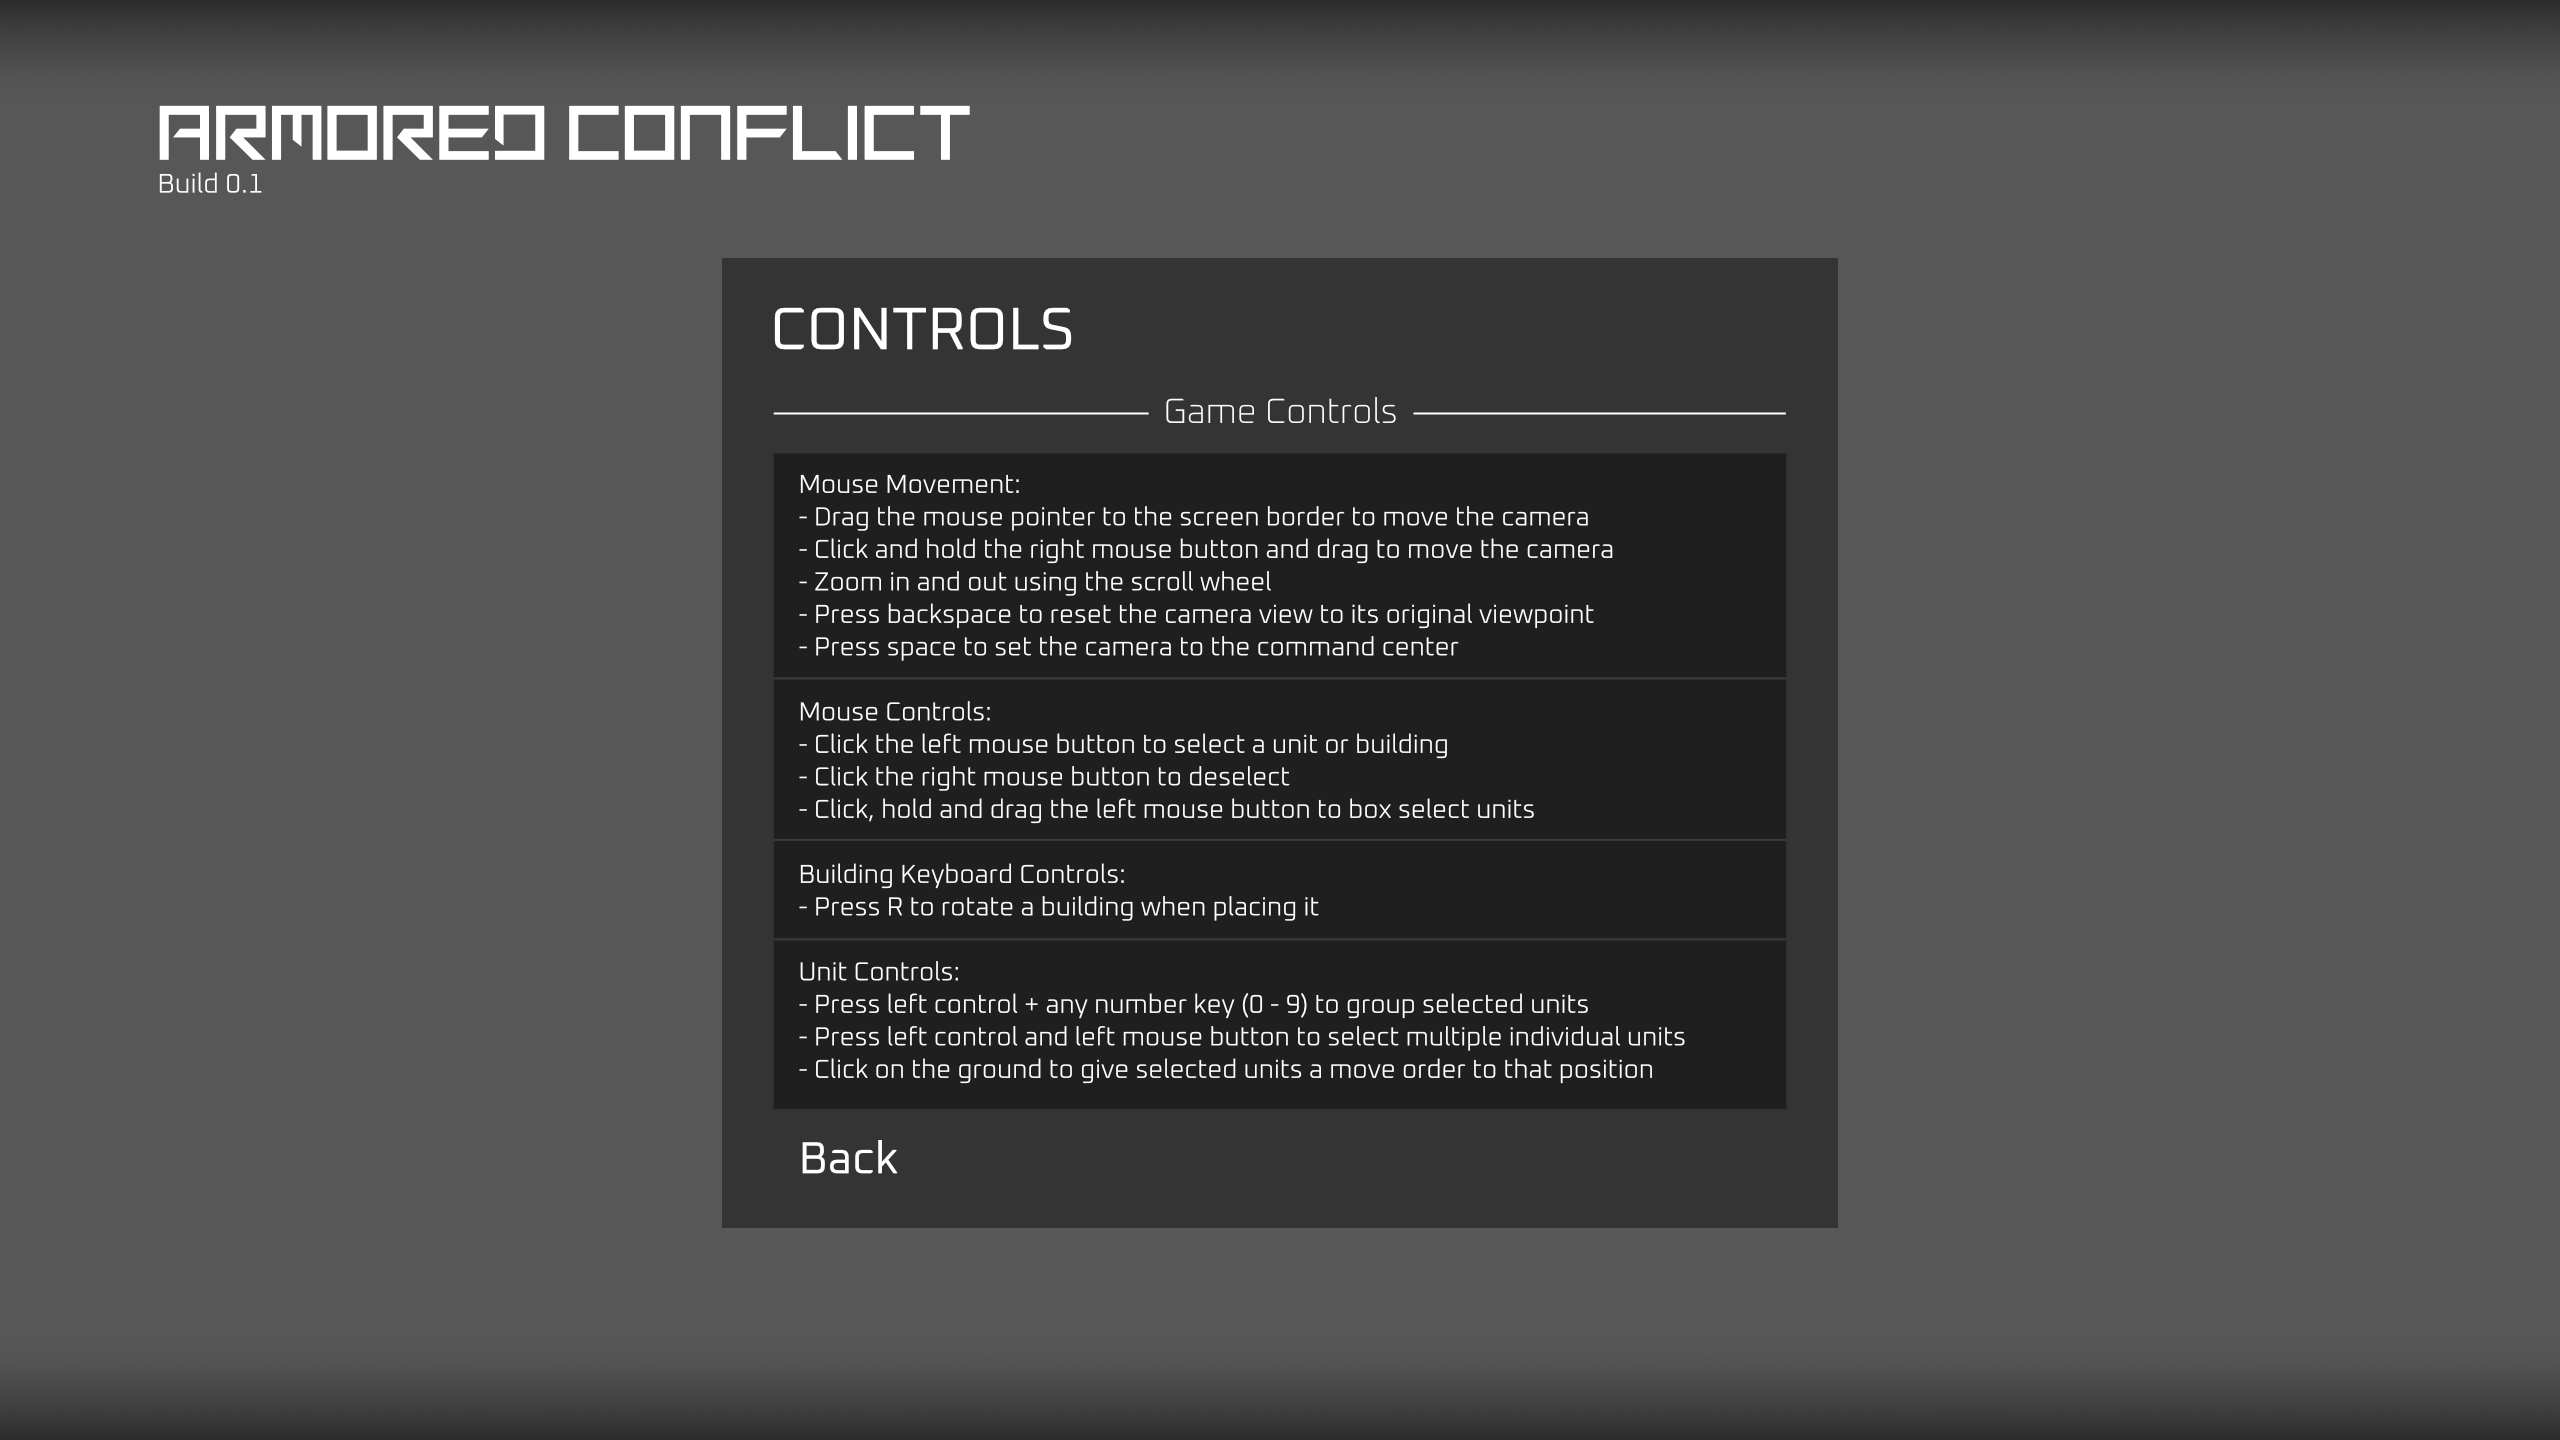 ARMORED CONFLICT
Build 0.1
CONTROLS
Game Controls
Mouse Movement:
- Drag the mouse pointer to the screen border to move the camera
- Click and hold the right mouse button and drag to move the camera
- Zoom in and out using the scroll wheel
- Press backspace to reset the camera view to its original viewpoint
- Press space to set the camera to the command center
Mouse Controls:
- Click the left mouse button to select a unit or building
- Click the right mouse button to deselect
- Click, hold and drag the left mouse button to box select units
Building Keyboard Controls:
- Press R to rotate a building when placing it
Unit Controls:
- Press left control + any number key (0 - 9) to group selected units
- Press left control and left mouse button to select multiple individual units
- Click on the ground to give selected units a move order to that position
Back